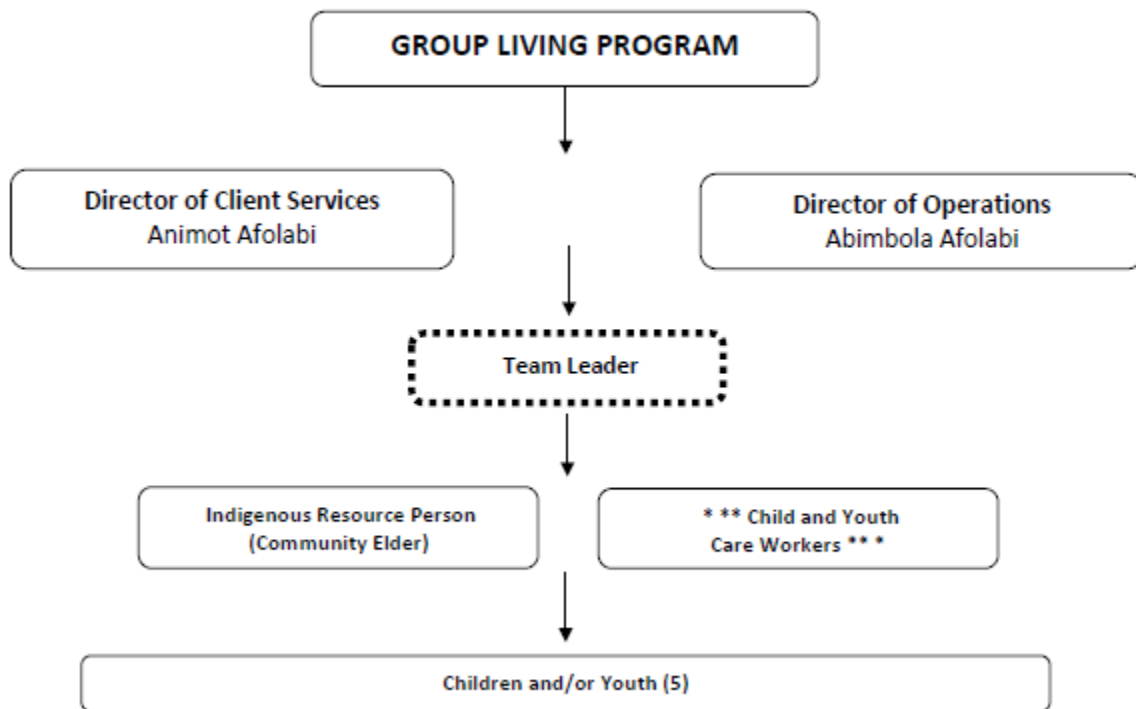 GROUP LIVING PROGRAM
Director of Client Services
Animot Afolabi
Director of Operations
Abimbola Afolabi
Team Leader
Indigenous Resource Person
(Community Elder)
* ** Child and Youth
Care Workers ** *
Children and/or Youth (5)